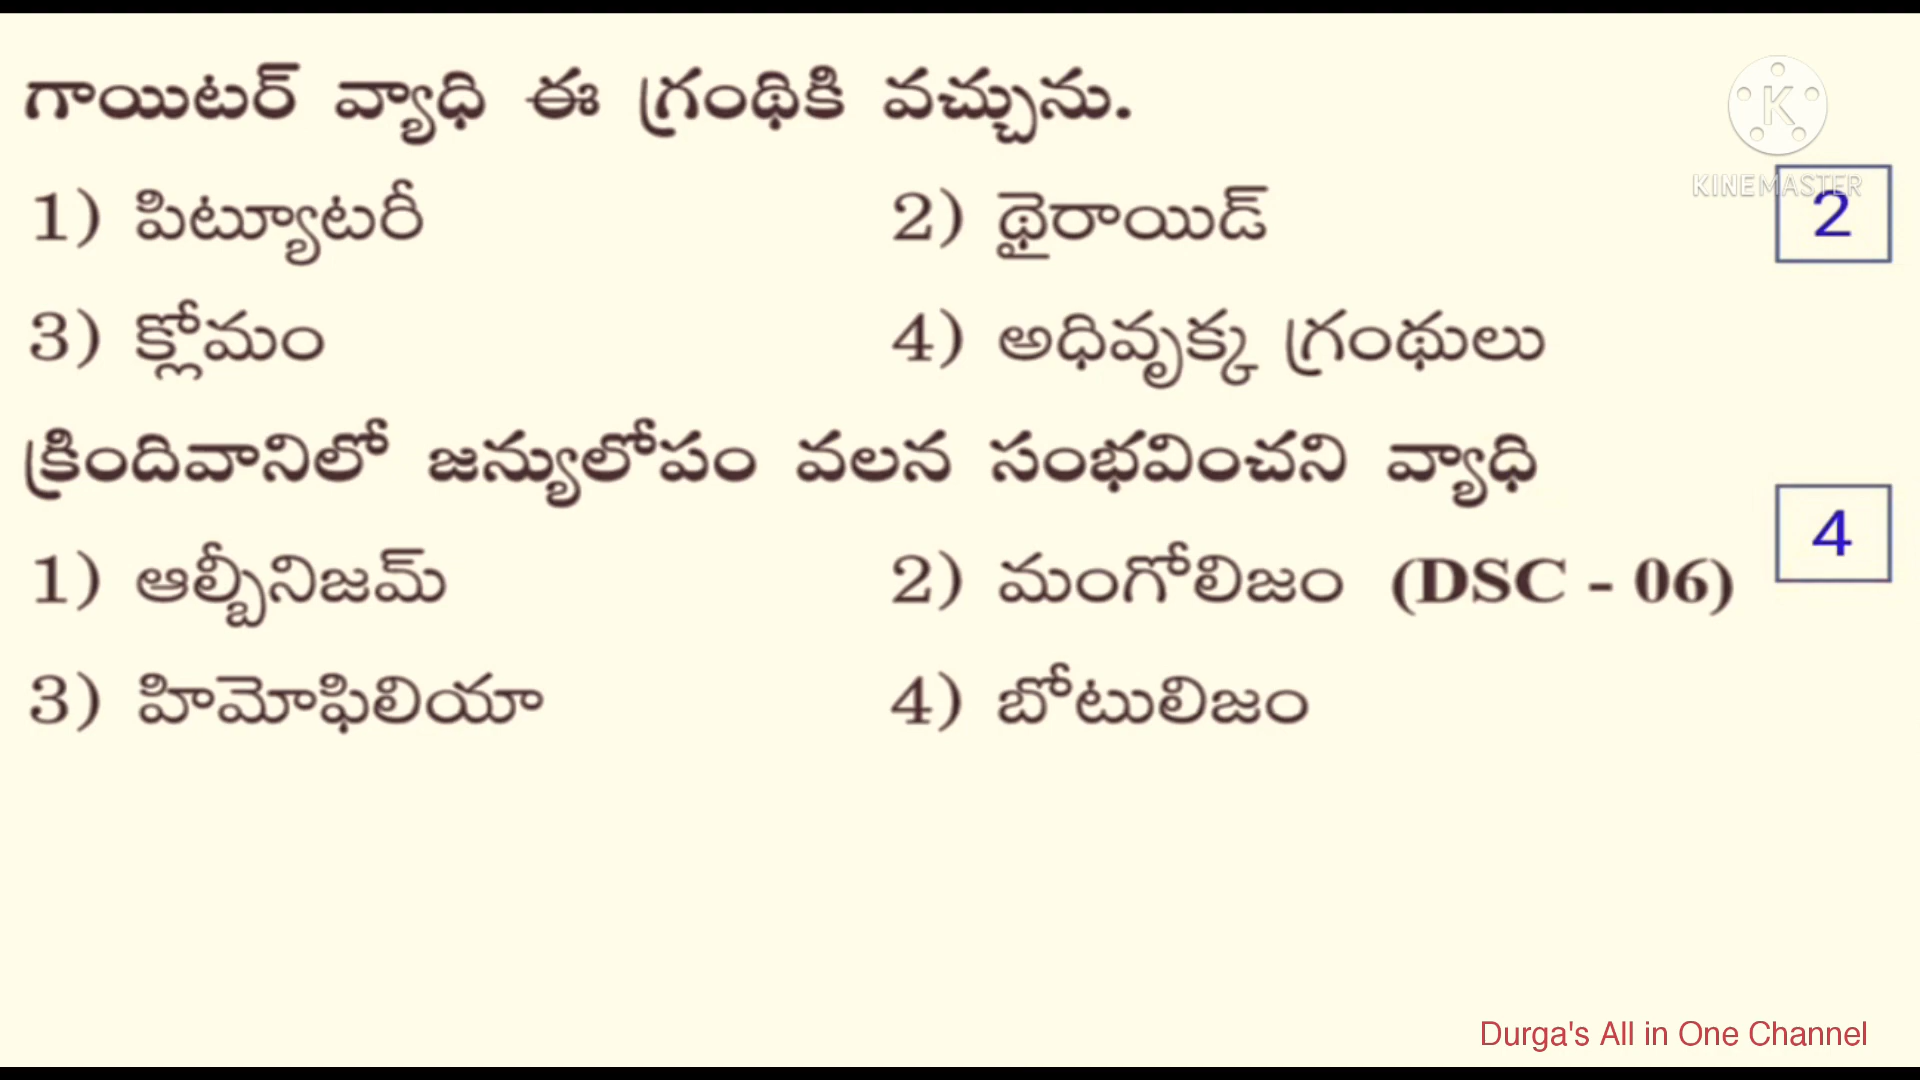 గాయిటర్ వ్యాధి ఈ గ్రంథికి వచ్చును.
KINEMASTER
1) పిట్యూటరీ 2) థైరాయిడ్ 2
3) క్లోమం 4) అధివృక్క గ్రంథులు
క్రిందివానిలో జన్యులోపం వలన సంభవించని వ్యాధి
4
1) ఆల్బీనిజమ్ 2) మంగోలిజం (DSC - 06)
3) హిమోఫిలియా 4) బోటులిజం
Durga's All in One Channel